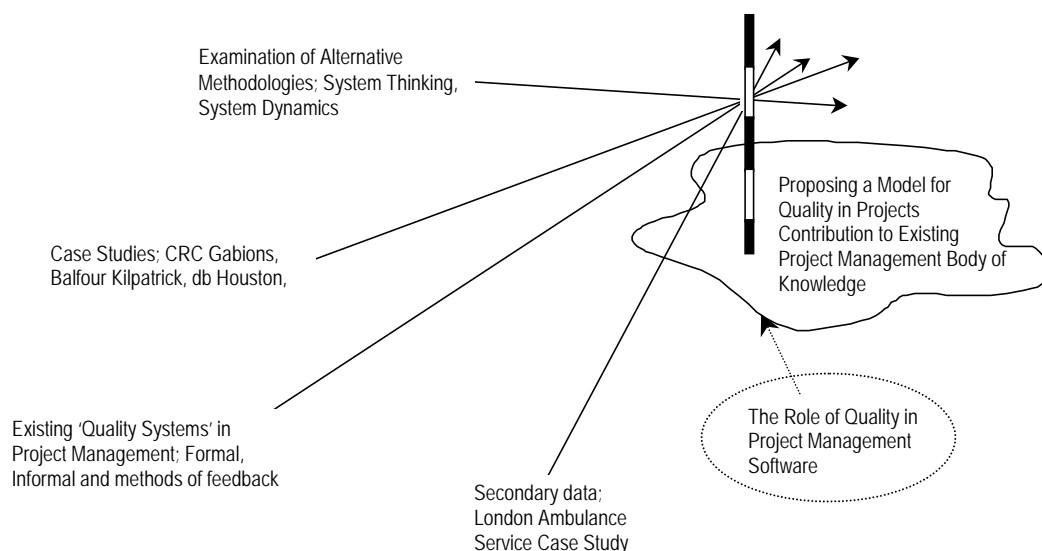 Examination of Alternative
Methodologies; System Thinking,
System Dynamics
Proposing a Model for
Quality in Projects
Contribution to Existing
Project Management Body of
Knowledge
Case Studies; CRC Gabions,
Balfour Kilpatrick, db Houston,
Existing ‘Quality Systems’ in
Project Management; Formal,
Informal and methods of feedback
The Role of Quality in
Project Management
Software
Secondary data;
London Ambulance
Service Case Study